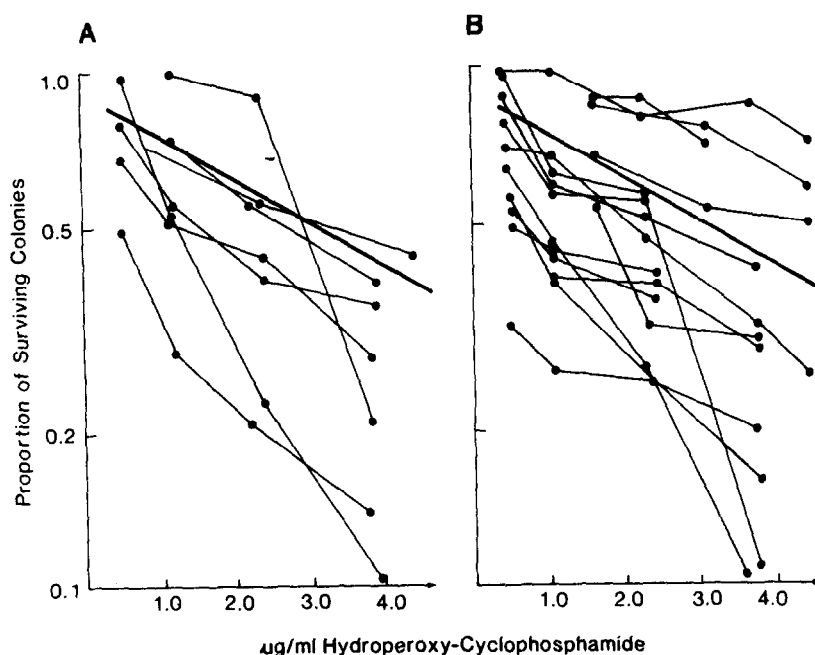 A
B
Proportion of Surviving Colonies
1.0
0.5
0.2
0.1
1.0 2.0 3.0 4.0
1.0 2.0 3.0 4.0
µg/ml Hydroperoxy-Cyclophosphamide